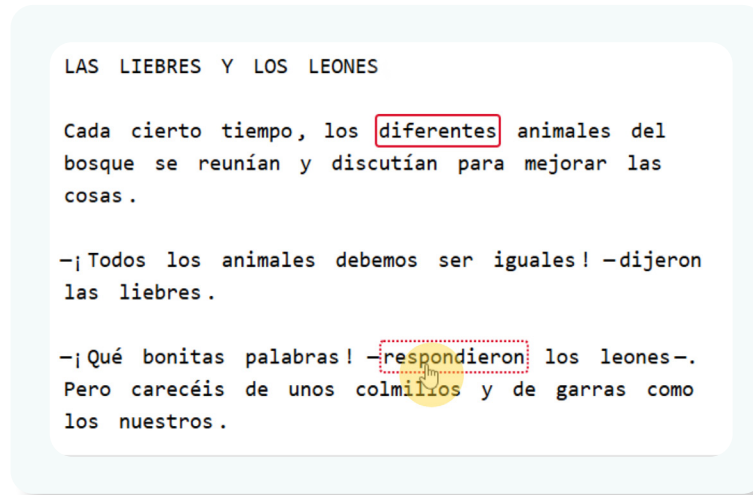 LAS LIEBRES Y LOS LEONES
Cada cierto tiempo, los diferentes animales del
bosque se reunían y discutían para mejorar las
cosas.
—¡Todos los animales debemos ser iguales! —dijeron
las liebres.
—¡Qué bonitas palabras! —respondieron los leones—.
Pero carecéis de unos colmillos y de garras como
los nuestros.